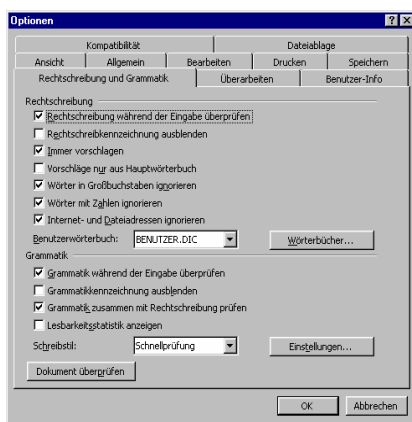 Optionen
Kompatibilität Dateiablage
Ansicht Allgemein Bearbeiten Drucken Speichern
Rechtschreibung und Grammatik Überarbeiten Benutzer-Info
Rechtschreibung
Rechtschreibung während der Eingabe überprüfen
Rechtschreibkennzeichnung ausblenden
Immer vorschlagen
Vorschläge nur aus Hauptwörterbuch
Wörter in Großbuchstaben ignorieren
Wörter mit Zahlen ignorieren
Internet- und Dateiadressen ignorieren
Benutzerwörterbuch: BENUTZER.DIC Wörterbücher...
Grammatik
Grammatik während der Eingabe überprüfen
Grammatikkennzeichnung ausblenden
Grammatik zusammen mit Rechtschreibung prüfen
Lesbarkeitsstatistik anzeigen
Schreibstil: Schnellprüfung Einstellungen...
Dokument überprüfen
OK Abbrechen